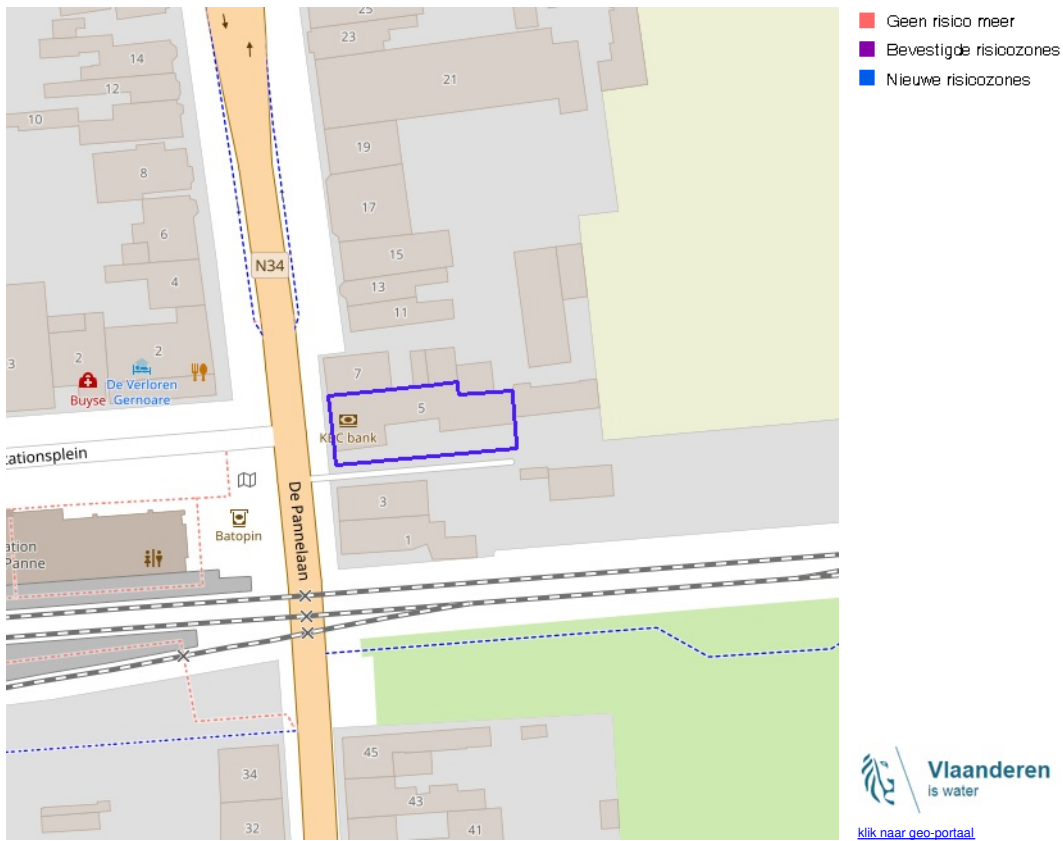 25
23
14
21
12
10
19
8
17
6
15
N34
4
13
11
3
2
2
7
De Verloren
Gernoare
Buyse
5
KBC bank
tationsplein
De Pannelaan
3
Batopin
1
ation
Panne
45
34
43
32
41
Geen risico meer
Bevestigde risicozones
Nieuwe risicozones
Vlaanderen
is water
klik naar geo-portaal